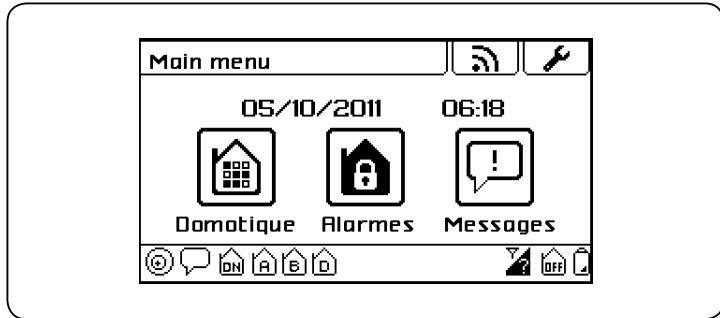 Main menu
05/10/2011 06:18
Domotique Alarmes Messages
ON A B D OFF